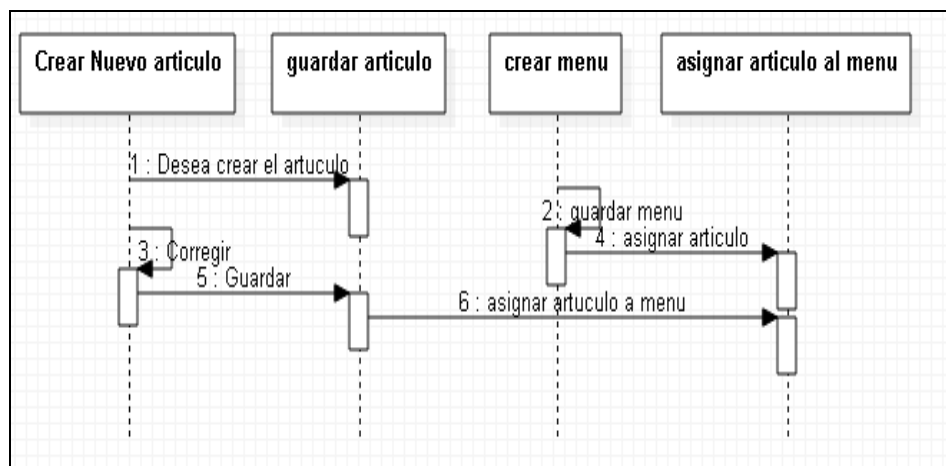 Crear Nuevo articulo
guardar articulo
crear menu
asignar articulo al menu
1 : Desea crear el artuculo
2 : guardar menu
3 : Corregir
4 : asignar articulo
5 : Guardar
6 : asignar artuculo a menu